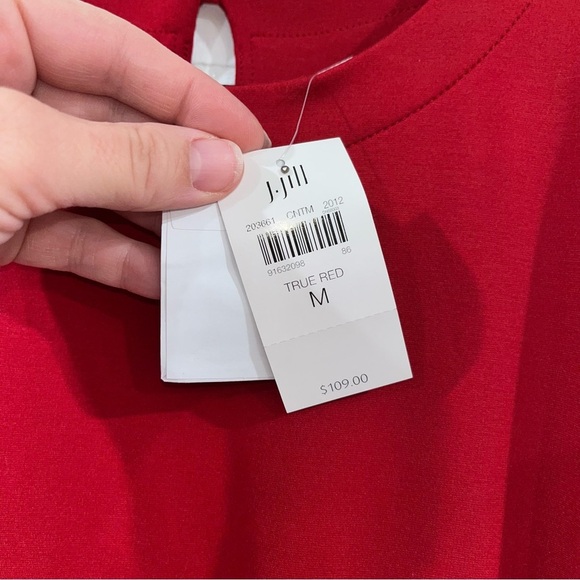 J.Jill
203661 CNTM 2012
91632098 86
TRUE RED
M
$109.00